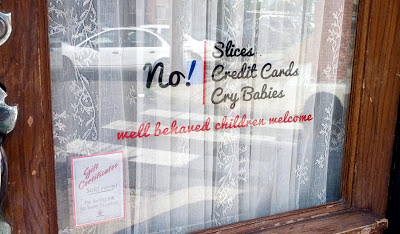 No!
Slices
Credit Cards
Cry Babies
well behaved children welcome
Gift
Certificates